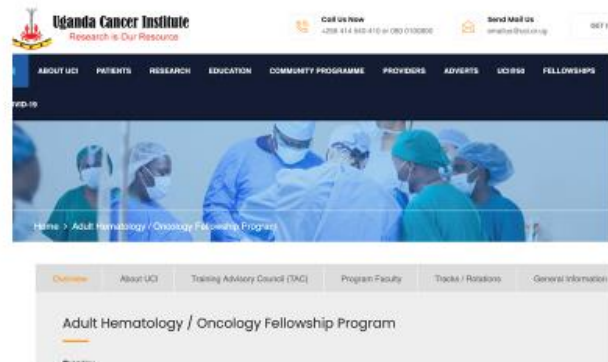 Uganda Cancer Institute
Research is Our Resource
Call Us Now
Send Mail Us
ABOUT UCI PATIENTS RESEARCH EDUCATION COMMUNITY PROGRAMME PROVIDERS ADVERTS UCI@50 FELLOWSHIPS
Home > Adult Hematology / Oncology Fellowship Program
Overview About UCI Training Advisory Council (TAC) Program Faculty Tracks / Rotations General Information
Adult Hematology / Oncology Fellowship Program